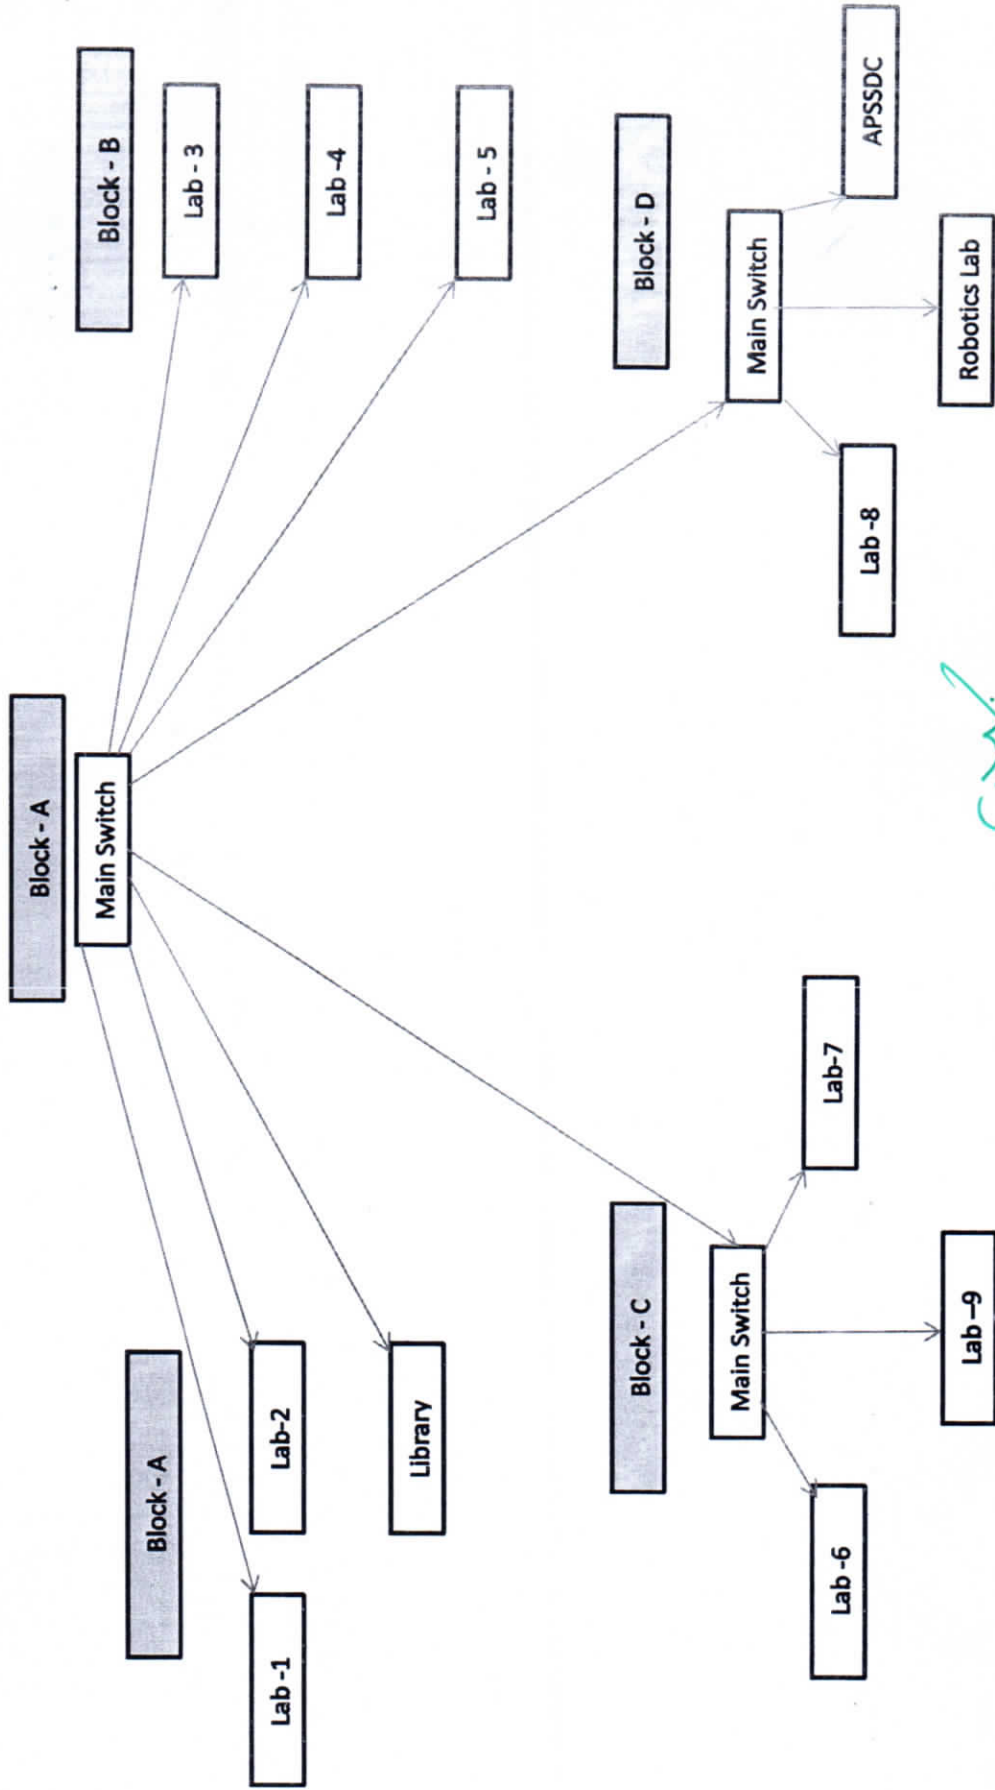 Block - A
Main Switch
Block - A
Lab -1
Lab-2
Library
Block - B
Lab - 3
Lab -4
Lab - 5
Block - C
Main Switch
Lab -6
Lab-7
Lab –9
Block - D
Main Switch
Lab -8
APSSDC
Robotics Lab